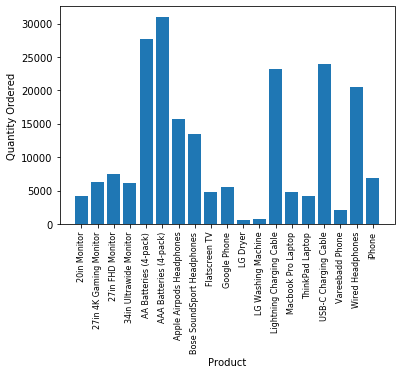 30000
25000
20000
15000
10000
5000
0
Quantity Ordered
20in Monitor
27in 4K Gaming Monitor
27in FHD Monitor
34in Ultrawide Monitor
AA Batteries (4-pack)
AAA Batteries (4-pack)
Apple Airpods Headphones
Bose SoundSport Headphones
Flatscreen TV
Google Phone
LG Dryer
LG Washing Machine
Lightning Charging Cable
Macbook Pro Laptop
ThinkPad Laptop
USB-C Charging Cable
Vareebadd Phone
Wired Headphones
iPhone
Product